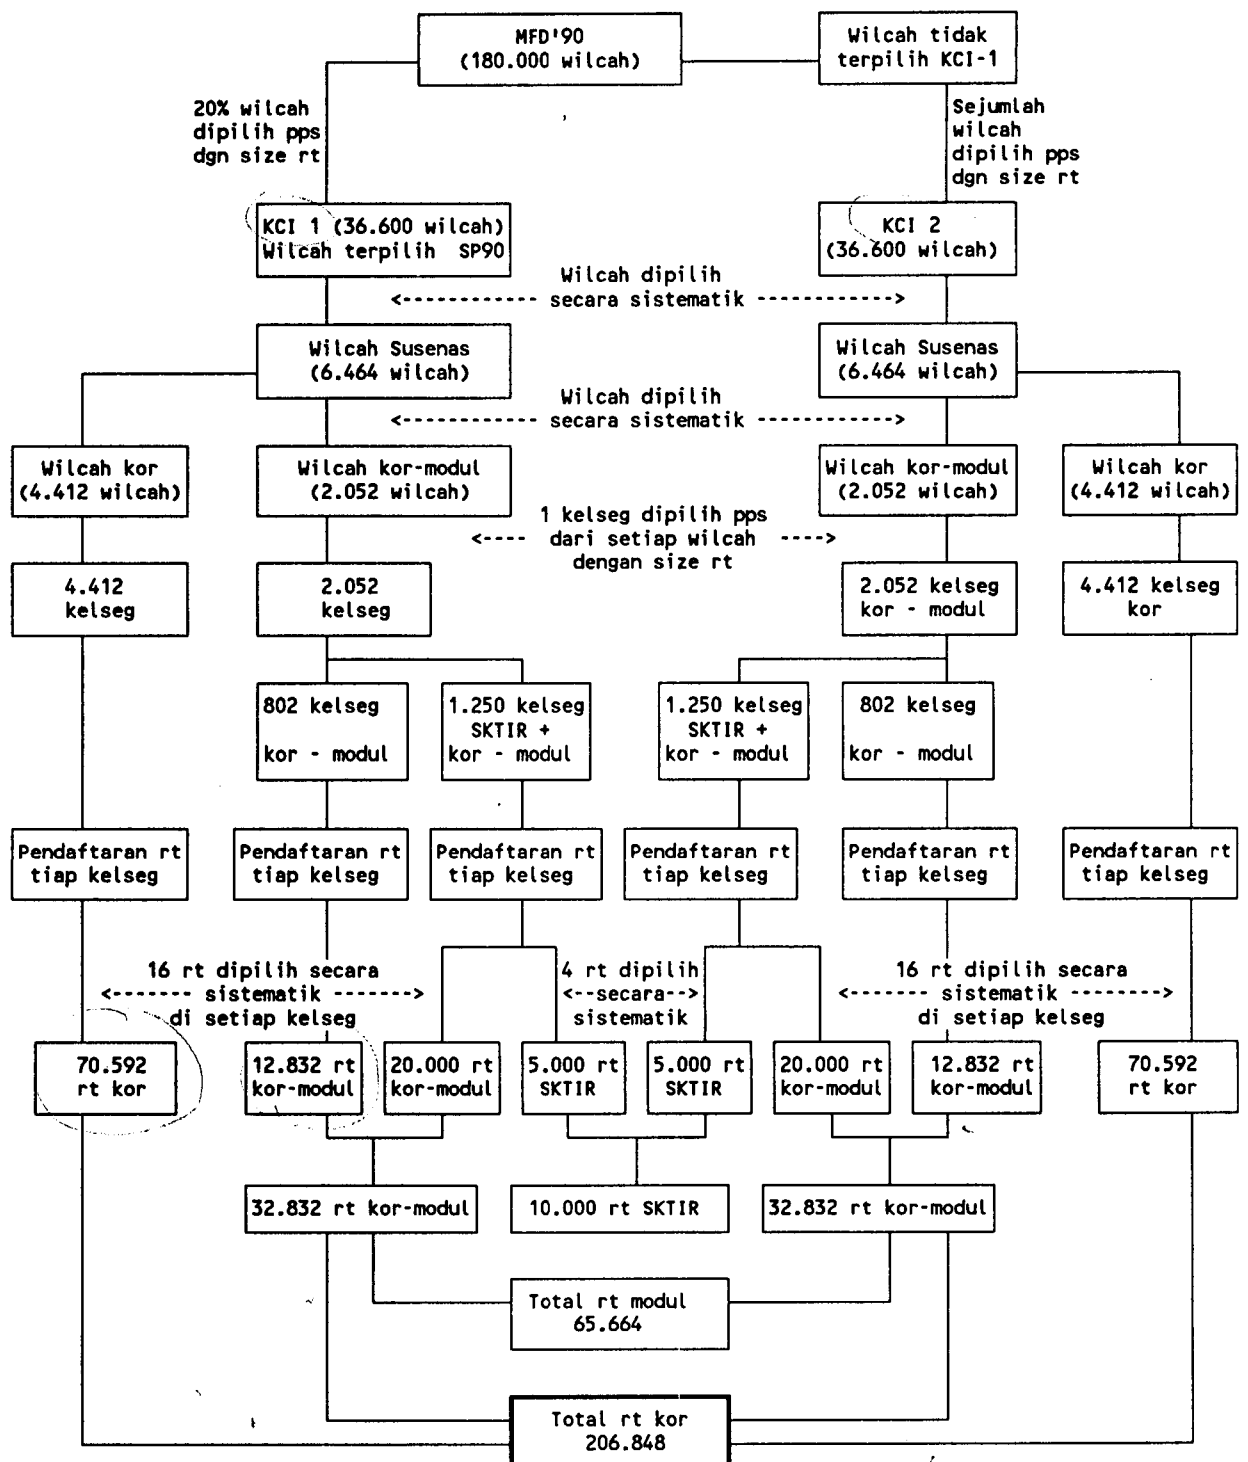 MFD'90
(180.000 wilcah)
Wilcah tidak
terpilih KCI-1
20% wilcah
dipilih pps
dgn size rt
Sejumlah
wilcah
dipilih pps
dgn size rt
KCI 1 (36.600 wilcah)
Wilcah terpilih SP90
KCI 2
(36.600 wilcah)
Wilcah dipilih
<------------ secara sistematik ----------->
Wilcah Susenas
(6.464 wilcah)
Wilcah Susenas
(6.464 wilcah)
Wilcah dipilih
<------------ secara sistematik ----------->
Wilcah kor
(4.412 wilcah)
Wilcah kor-modul
(2.052 wilcah)
Wilcah kor-modul
(2.052 wilcah)
Wilcah kor
(4.412 wilcah)
1 kelseg dipilih pps
<---- dari setiap wilcah ---->
dengan size rt
4.412
kelseg
2.052
kelseg
2.052 kelseg
kor - modul
4.412 kelseg
kor
802 kelseg
kor - modul
1.250 kelseg
SKTIR +
kor - modul
1.250 kelseg
SKTIR +
kor - modul
802 kelseg
kor - modul
Pendaftaran rt
tiap kelseg
Pendaftaran rt
tiap kelseg
Pendaftaran rt
tiap kelseg
Pendaftaran rt
tiap kelseg
Pendaftaran rt
tiap kelseg
Pendaftaran rt
tiap kelseg
16 rt dipilih secara
<------- sistematik ------->
di setiap kelseg
4 rt dipilih
<--secara-->
sistematik
16 rt dipilih secara
<------- sistematik -------->
di setiap kelseg
70.592
rt kor
12.832 rt
kor-modul
20.000 rt
kor-modul
5.000 rt
SKTIR
5.000 rt
SKTIR
20.000 rt
kor-modul
12.832 rt
kor-modul
70.592
rt kor
32.832 rt kor-modul
10.000 rt SKTIR
32.832 rt kor-modul
Total rt modul
65.664
Total rt kor
206.848